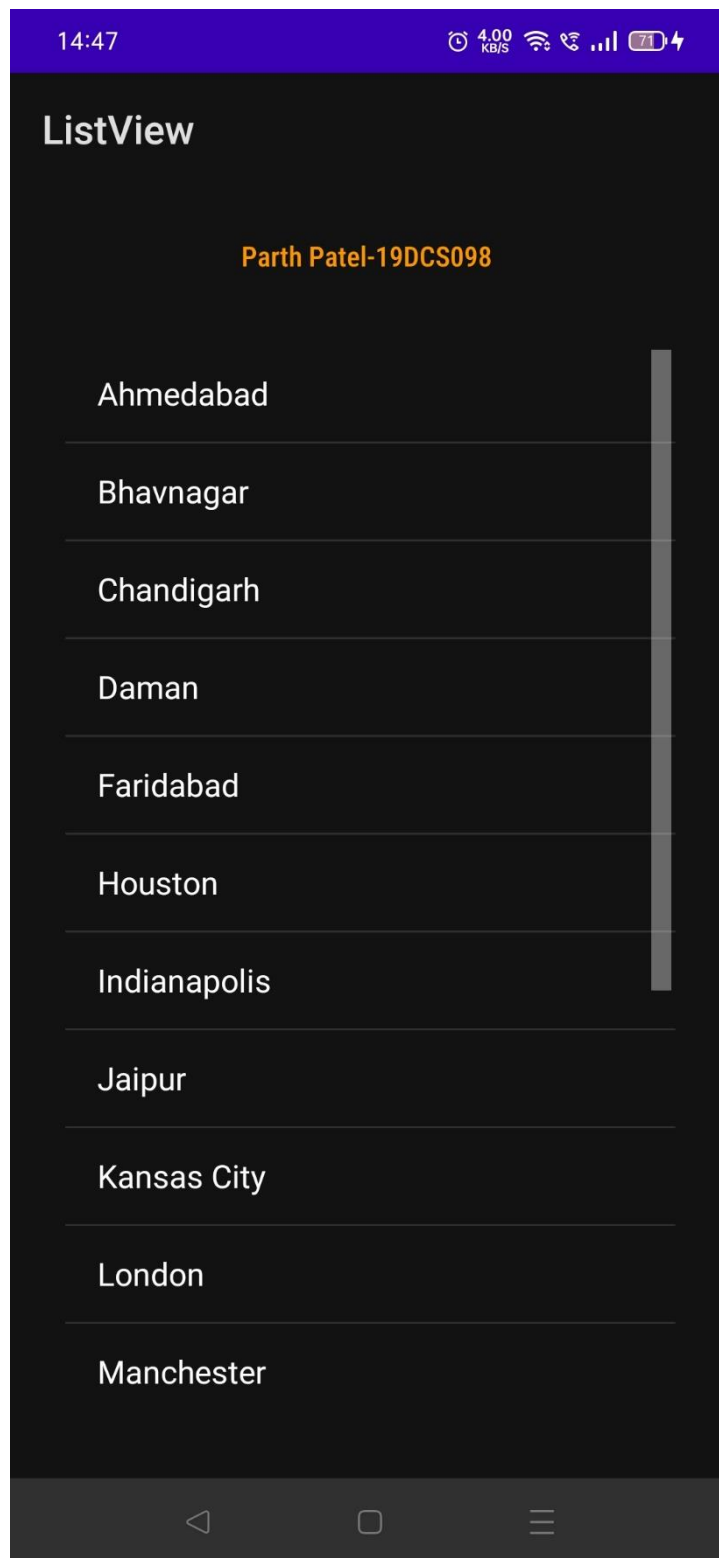 14:47 4.00 KB/S 71
ListView
Parth Patel-19DCS098
Ahmedabad
Bhavnagar
Chandigarh
Daman
Faridabad
Houston
Indianapolis
Jaipur
Kansas City
London
Manchester